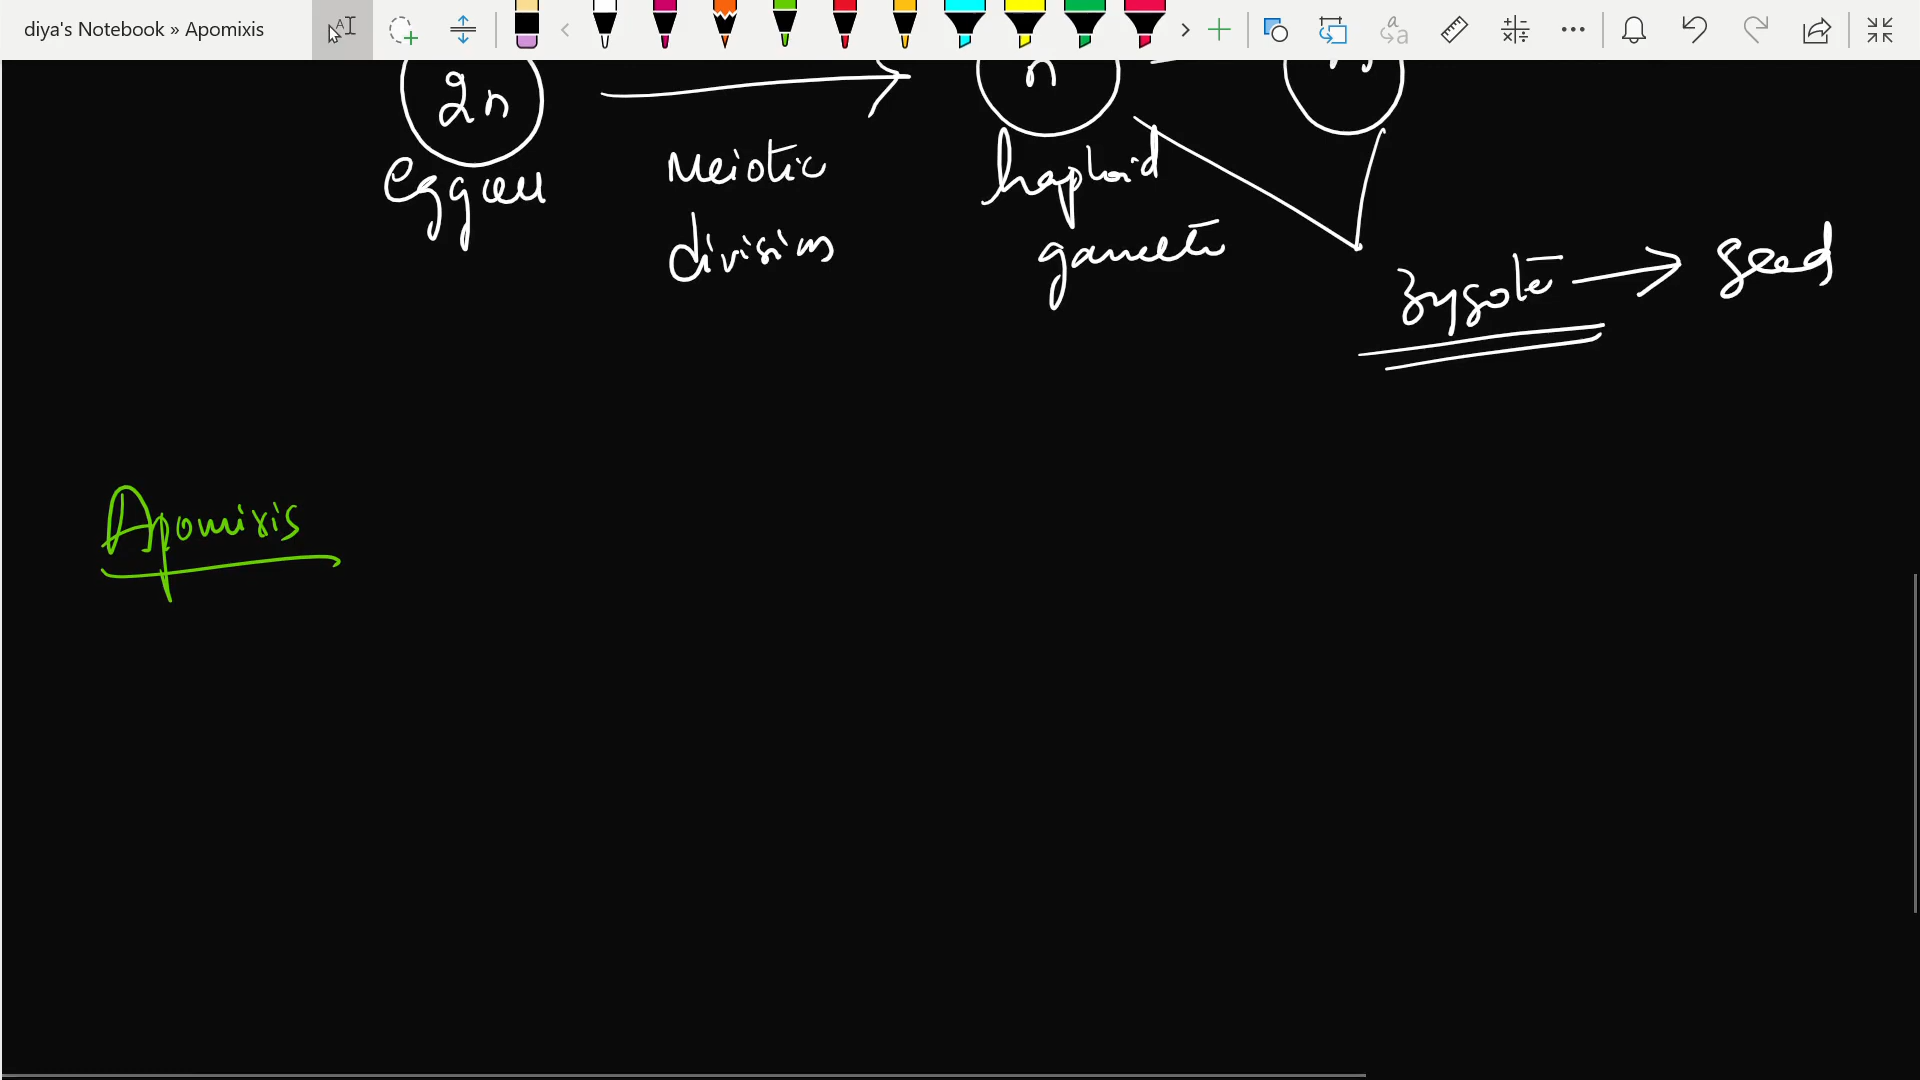 diya's Notebook » Apomixis
2n
n
egg cell
Meiotic
division
haploid
gamete
zygote → seed
Apomixis